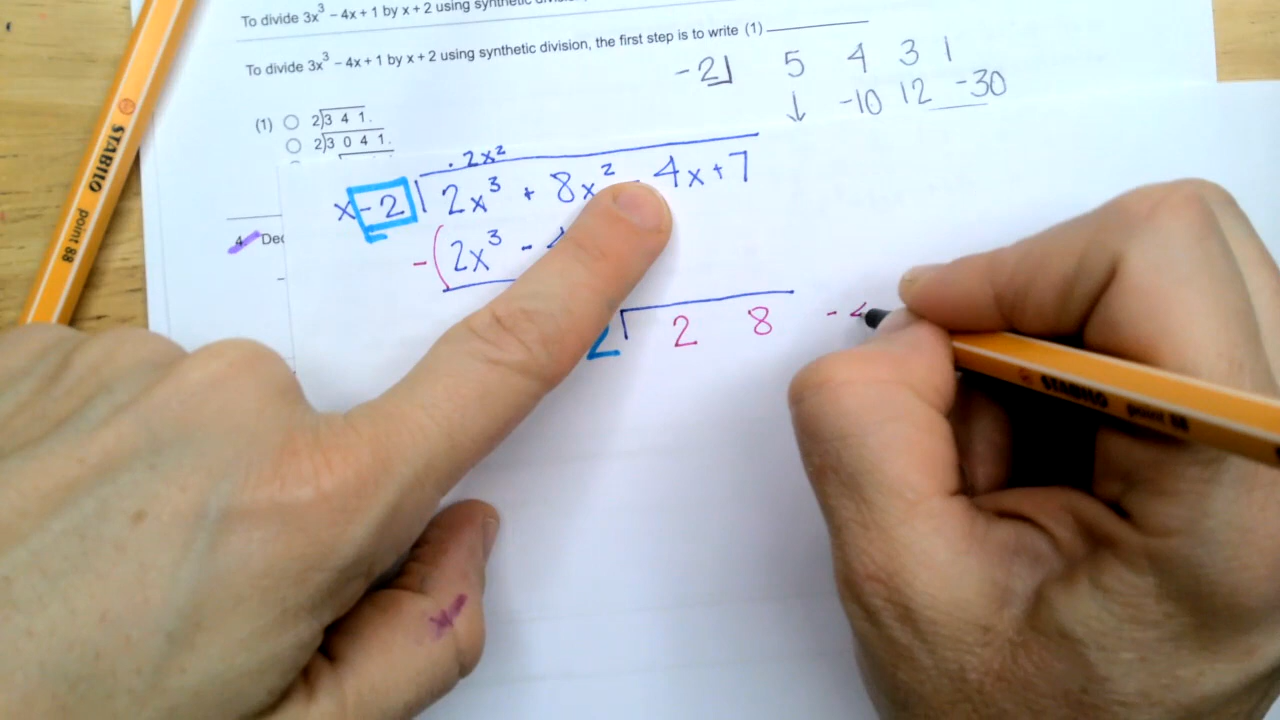 To divide 3x³ − 4x + 1 by x + 2 using synthetic
To divide 3x³ − 4x + 1 by x + 2 using synthetic division, the first step is to write (1)
-2 5 4 3 1
↓ -10 12 -30
(1) 2)3 4 1.
2)3 0 4 1.
. 2x²
x-2 2x³ + 8x² - 4x+7
4. Dec
-(2x³ -
2 2 8 -
STABILO point 88
STABILO point 88